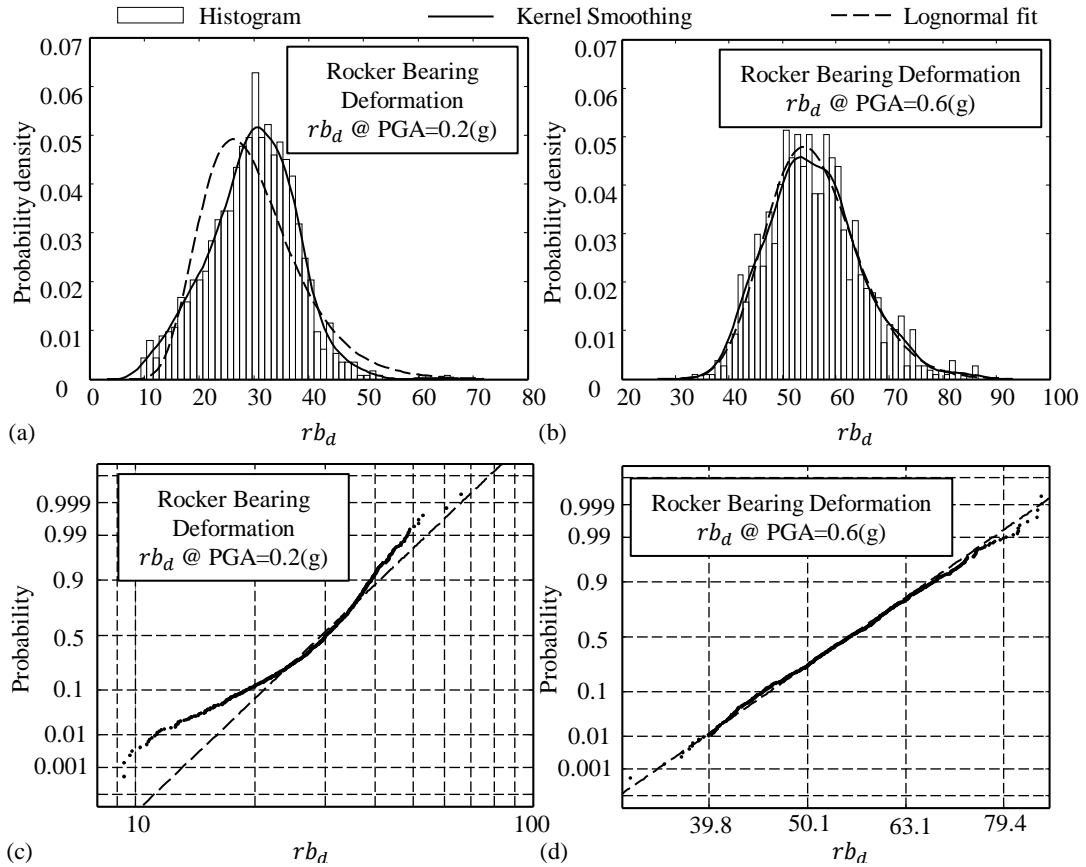 Histogram Kernel Smoothing Lognormal fit
0.07
0.06
0.05
0.04
0.03
0.02
0.01
0
Probability density
Rocker Bearing
Deformation
rb_d @ PGA=0.2(g)
0 10 20 30 40 50 60 70 80
(a) rb_d
0.07
0.06
0.05
0.04
0.03
0.02
0.01
0
Probability density
Rocker Bearing Deformation
rb_d @ PGA=0.6(g)
20 30 40 50 60 70 80 90 100
(b) rb_d
0.999
0.99
0.9
0.5
0.1
0.01
0.001
Probability
Rocker Bearing
Deformation
rb_d @ PGA=0.2(g)
10 100
(c) rb_d
0.999
0.99
0.9
0.5
0.1
0.01
0.001
Probability
Rocker Bearing Deformation
rb_d @ PGA=0.6(g)
39.8 50.1 63.1 79.4
(d) rb_d